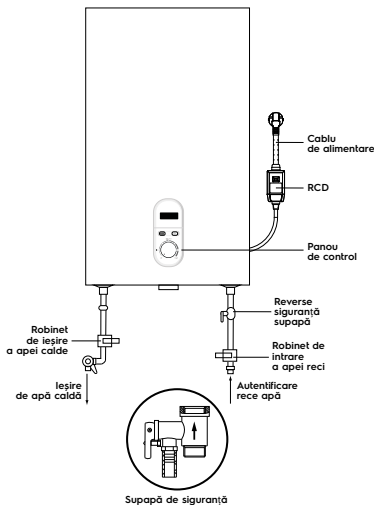 Cablu
de alimentare
RCD
Panou
de control
Reverse
siguranță
supapă
Robinet
de ieșire
a apei calde
Robinet de
intrare
a apei reci
Ieșire
de apă caldă
Autentificare
rece apă
Supapă de siguranță